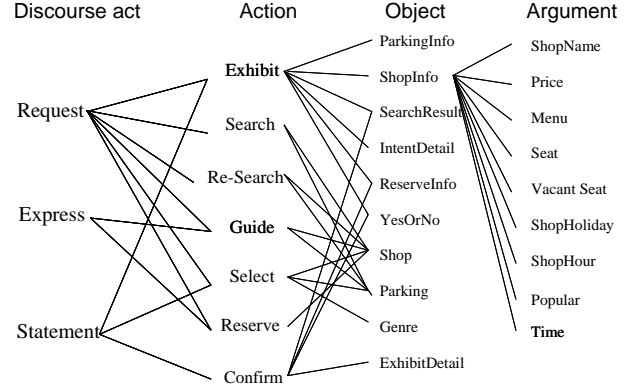 Discourse act
Action
Object
Argument
Request
Express
Statement
Exhibit
Search
Re-Search
Guide
Select
Reserve
Confirm
ParkingInfo
ShopInfo
SearchResult
IntentDetail
ReserveInfo
YesOrNo
Shop
Parking
Genre
ExhibitDetail
ShopName
Price
Menu
Seat
Vacant Seat
ShopHoliday
ShopHour
Popular
Time